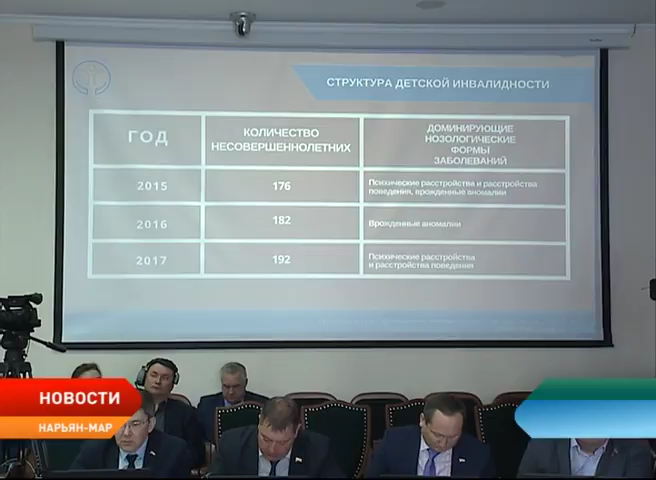 СТРУКТУРА ДЕТСКОЙ ИНВАЛИДНОСТИ
ГОД
КОЛИЧЕСТВО
НЕСОВЕРШЕННОЛЕТНИХ
ДОМИНИРУЮЩИЕ
НОЗОЛОГИЧЕСКИЕ
ФОРМЫ
ЗАБОЛЕВАНИЙ
2015
176
Психические расстройства и расстройства
поведения, врожденные аномалии
2016
182
Врожденные аномалии
2017
192
Психические расстройства
и расстройства поведения
НОВОСТИ
НАРЬЯН-МАР